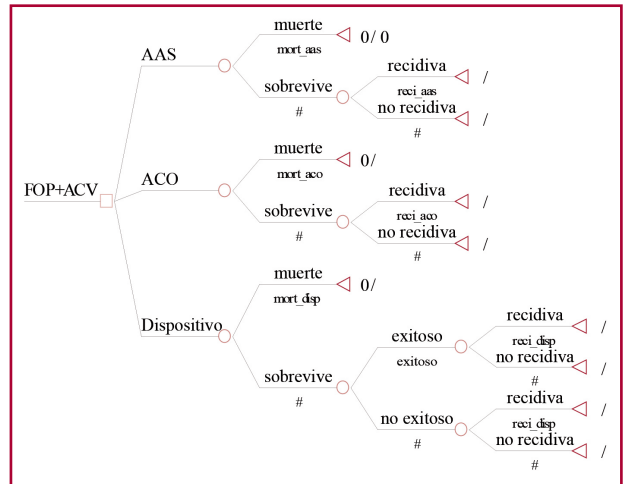 muerte 0/ 0
AAS mort_aas
recidiva /
sobrevive reci_aas
# no recidiva /
#
muerte 0/
ACO mort_aco
FOP+ACV recidiva /
sobrevive reci_aco
# no recidiva /
#
muerte 0/
mort_disp
Dispositivo recidiva /
exitoso reci_disp
exitoso no recidiva /
sobrevive #
# recidiva /
no exitoso reci_disp
# no recidiva /
#